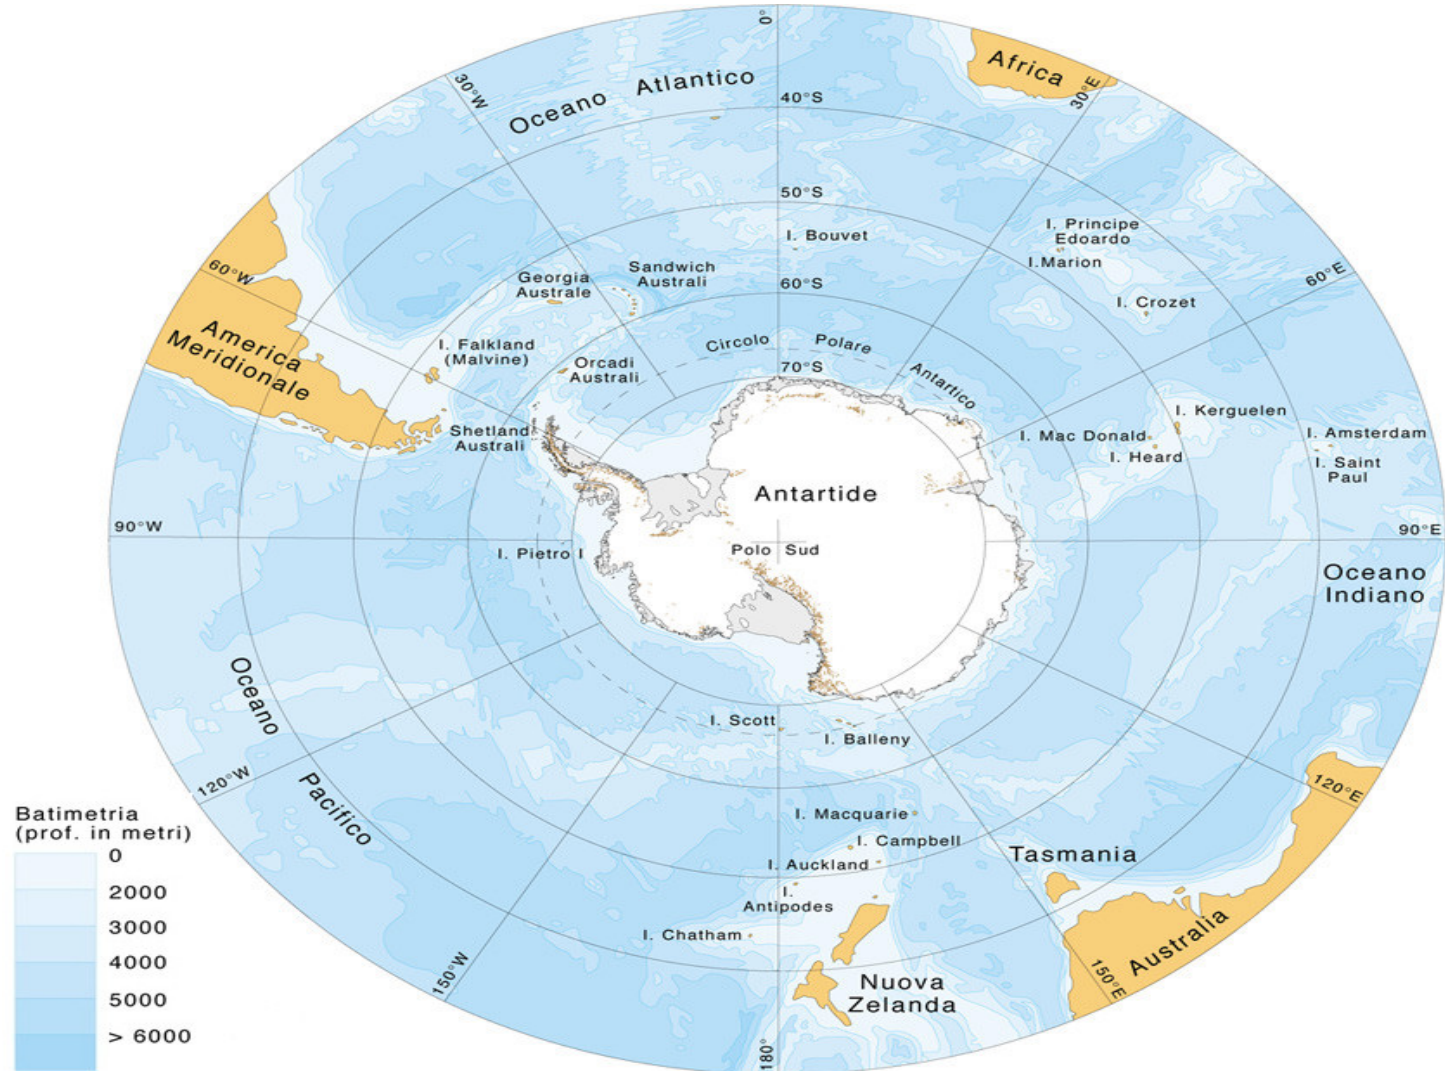 0°
Africa
30°W
30°E
Oceano Atlantico
40°S
50°S
I. Bouvet
I. Principe
Edoardo
I.Marion
60°W
60°E
Georgia
Australe
Sandwich
Australi
60°S
I. Crozet
America
Meridionale
I. Falkland
(Malvine)
Orcadi
Australi
Circolo Polare Antartico
70°S
Shetland
Australi
I. Kerguelen
I. Mac Donald
I. Heard
I. Amsterdam
I. Saint
Paul
Antartide
90°W
90°E
I. Pietro I
Polo Sud
Oceano
Indiano
Oceano
Pacifico
I. Scott
I. Balleny
120°W
120°E
I. Macquarie
I. Campbell
I. Auckland
Tasmania
I.
Antipodes
I. Chatham
Australia
Nuova
Zelanda
150°W
150°E
180°
Batimetria
(prof. in metri)
0
2000
3000
4000
5000
> 6000